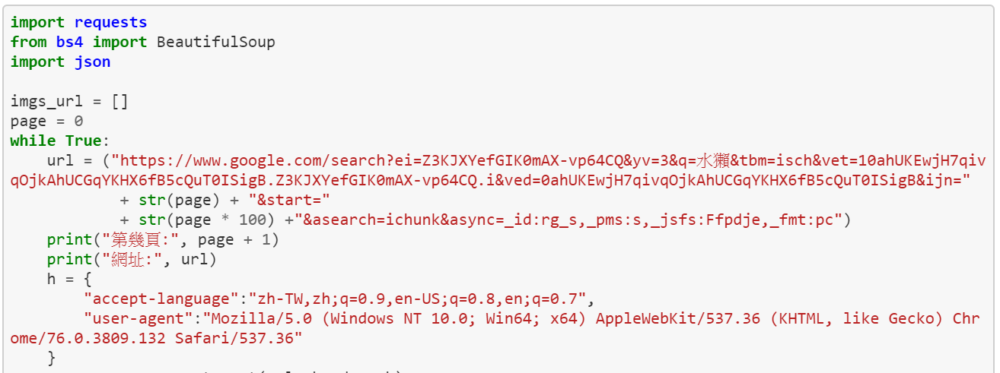 import requests
from bs4 import BeautifulSoup
import json
imgs_url = []
page = 0
while True:
    url = ("https://www.google.com/search?ei=Z3KJXYefGIK0mAX-vp64CQ&yv=3&q=水獺&tbm=isch&vet=10ahUKEwjH7qiv
qOjkAhUCGqYKHX6fB5cQuT0ISigB.Z3KJXYefGIK0mAX-vp64CQ.i&ved=0ahUKEwjH7qivqOjkAhUCGqYKHX6fB5cQuT0ISigB&ijn="
            + str(page) + "&start="
            + str(page * 100) +"&asearch=ichunk&async=_id:rg_s,_pms:s,_jsfs:Ffpdje,_fmt:pc")
    print("第幾頁:", page + 1)
    print("網址:", url)
    h = {
        "accept-language":"zh-TW,zh;q=0.9,en-US;q=0.8,en;q=0.7",
        "user-agent":"Mozilla/5.0 (Windows NT 10.0; Win64; x64) AppleWebKit/537.36 (KHTML, like Gecko) Chr
ome/76.0.3809.132 Safari/537.36"
    }